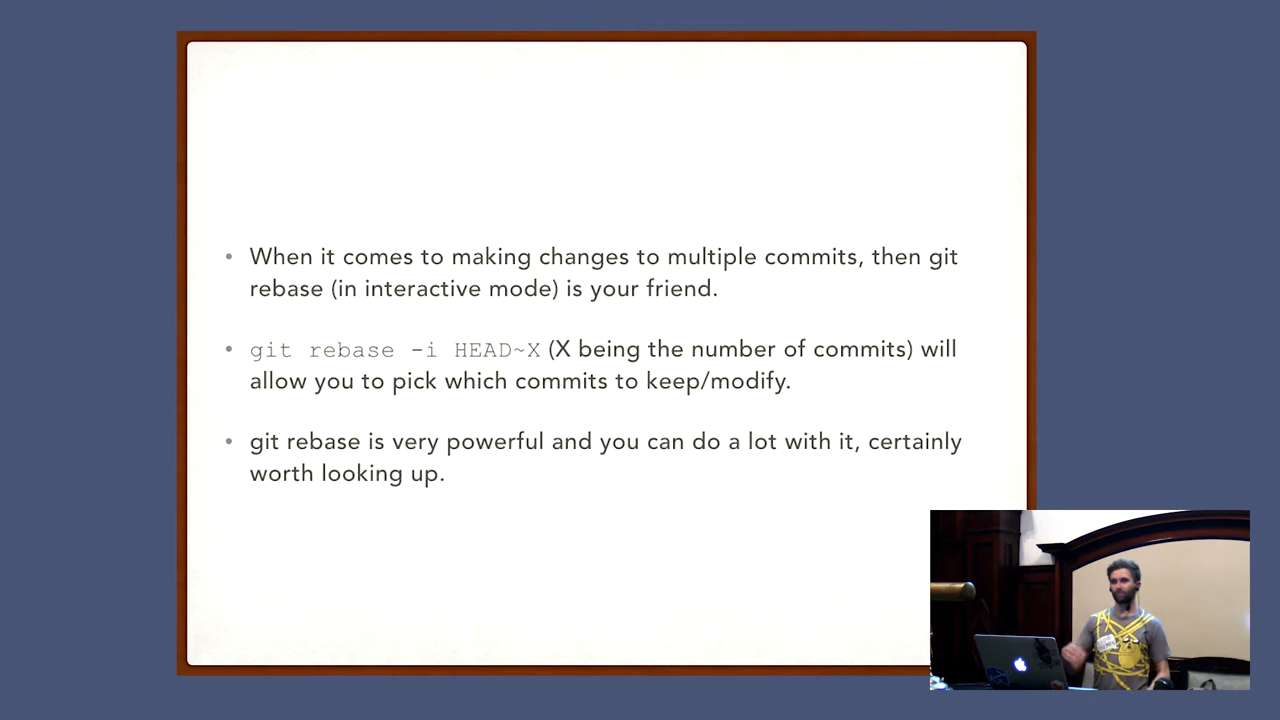 • When it comes to making changes to multiple commits, then git
rebase (in interactive mode) is your friend.
• git rebase -i HEAD~X (X being the number of commits) will
allow you to pick which commits to keep/modify.
• git rebase is very powerful and you can do a lot with it, certainly
worth looking up.